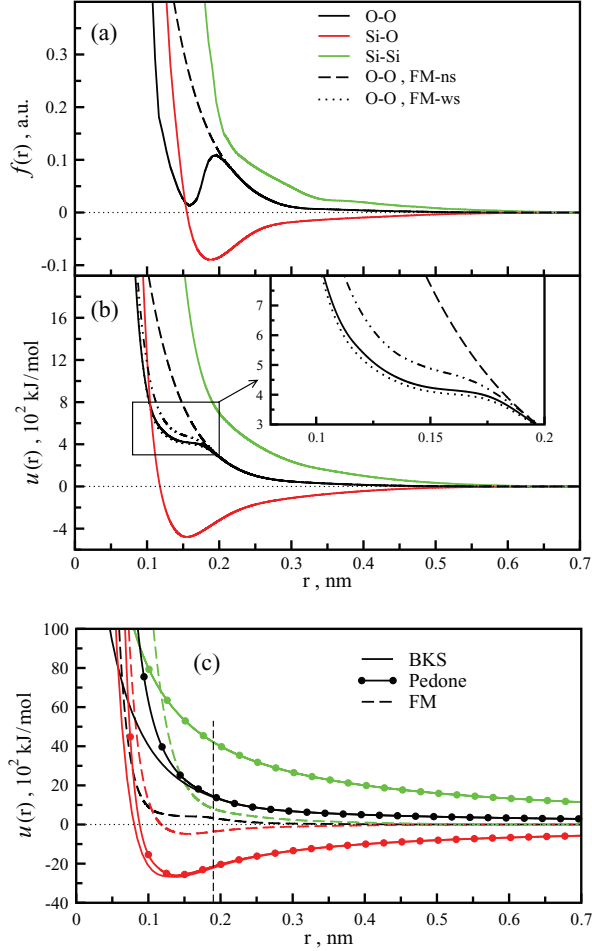 (a)
O-O
Si-O
Si-Si
O-O , FM-ns
O-O , FM-ws
f(r) , a.u.
0.3
0.2
0.1
0
-0.1
(b)
u(r) , 10² kJ/mol
16
12
8
4
0
-4
8
7
6
5
4
3
0.1 0.15 0.2
0 0.1 0.2 0.3 0.4 0.5 0.6 0.7
r , nm
(c)
BKS
Pedone
FM
u(r) , 10² kJ/mol
100
80
60
40
20
0
-20
-40
0 0.1 0.2 0.3 0.4 0.5 0.6 0.7
r , nm